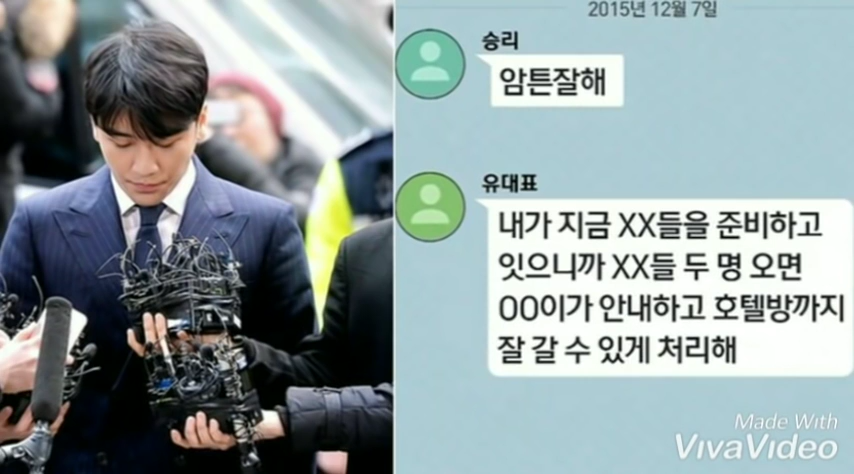 2015년 12월 7일
승리
암튼잘해
유대표
내가 지금 XX들을 준비하고
잇으니까 XX들 두 명 오면
OO이가 안내하고 호텔방까지
잘 갈 수 있게 처리해
Made With
VivaVideo